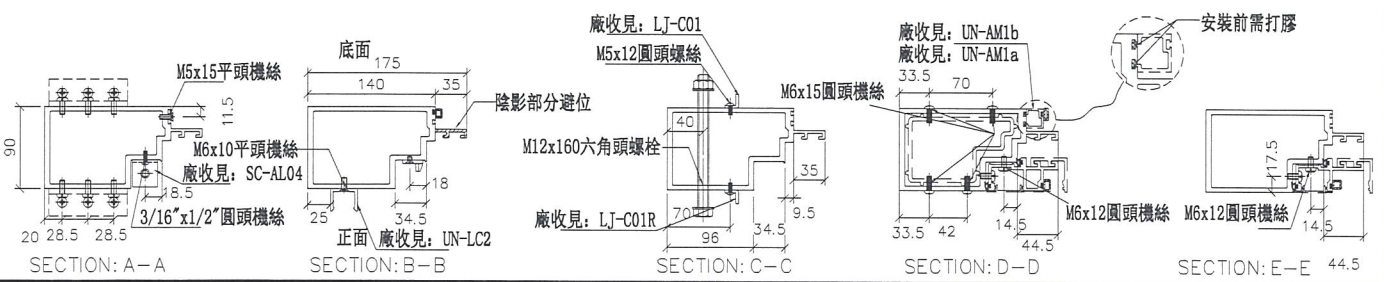 M5x15平頭機絲
11.5
90
M6x10平頭機絲
廠收見: SC-AL04
18.5
3/16"x1/2"圓頭機絲
20
28.5
28.5
SECTION: A-A
底面
175
140
35
陰影部分避位
18
34.5
25
正面
廠收見: UN-LC2
SECTION: B-B
廠收見: LJ-C01
M5x12圓頭螺絲
40
M12x160六角頭螺栓
35
9.5
廠收見: LJ-C01R
70
34.5
96
SECTION: C-C
廠收見: UN-AM1b
廠收見: UN-AM1a
33.5
70
M6x15圓頭機絲
安裝前需打膠
M6x12圓頭機絲
33.5
42
14.5
44.5
SECTION: D-D
17.5
M6x12圓頭機絲
14.5
44.5
SECTION: E-E